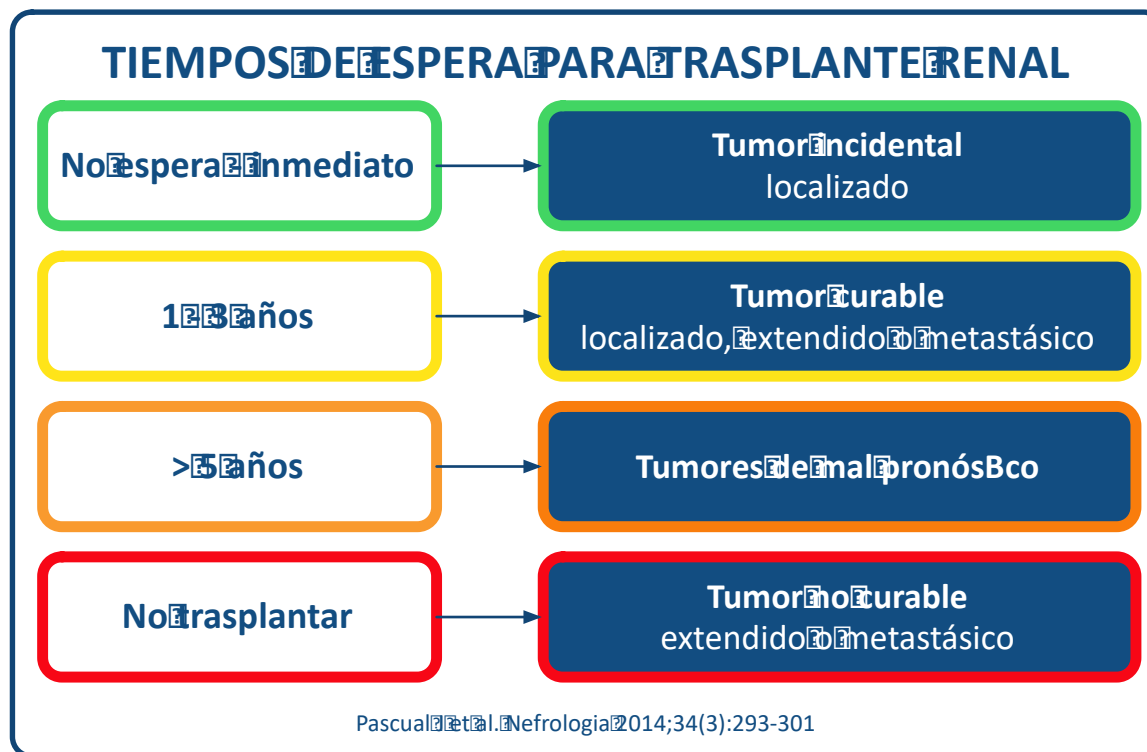 TIEMPOS DE ESPERA PARA TRASPLANTE RENAL
No espera - inmediato
Tumor incidental
localizado
1 - 3 años
Tumor curable
localizado, extendido o metastásico
> 5 años
Tumores de mal pronósBco
No trasplantar
Tumor no curable
extendido o metastásico
Pascual J et al. Nefrologia 2014;34(3):293-301